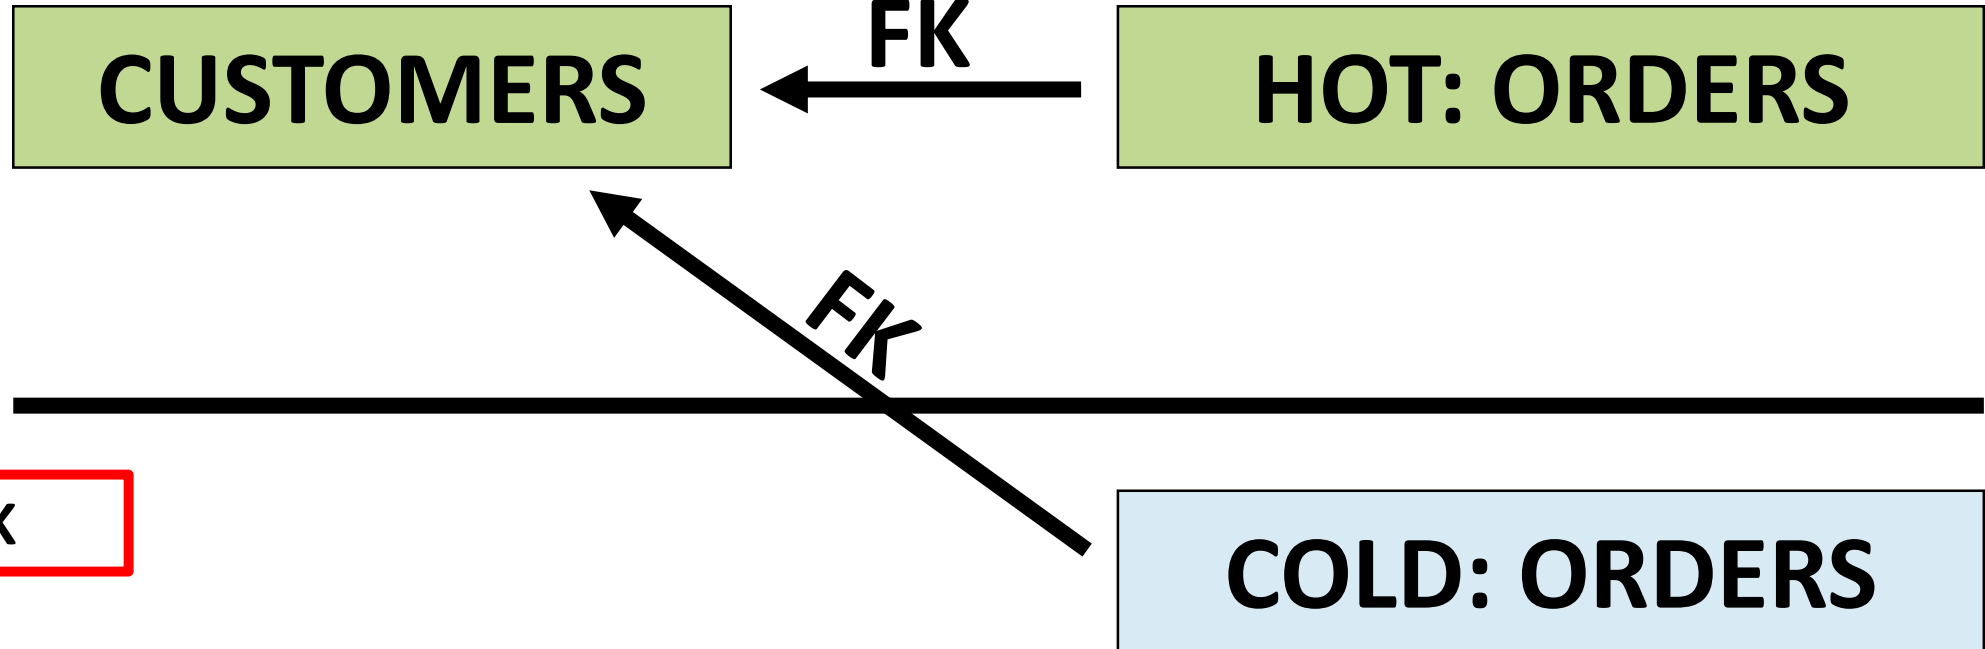 FK
CUSTOMERS
HOT: ORDERS
FK
COLD: ORDERS